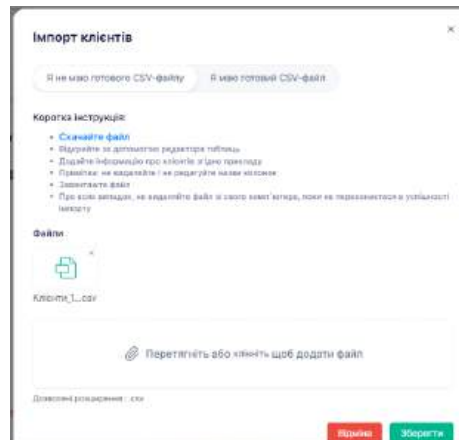 Імпорт клієнтів
Я не маю готового CSV-файлу
Я маю готовий CSV-файл
Коротка інструкція:
Скачайте файл
Відкрийте за допомогою редактора таблиць
Додайте інформацію про клієнтів згідно прикладу
Примітка: не видаляйте і не редагуйте назви колонок
Завантажте файл
Про всяк випадок, не видаляйте файл зі свого комп'ютера, поки не переконаєтеся в успішності
імпорту
Файли
Клієнти_1...csv
Перетягніть або клікніть щоб додати файл
Дозволені розширення: .csv
Відміна
Зберегти